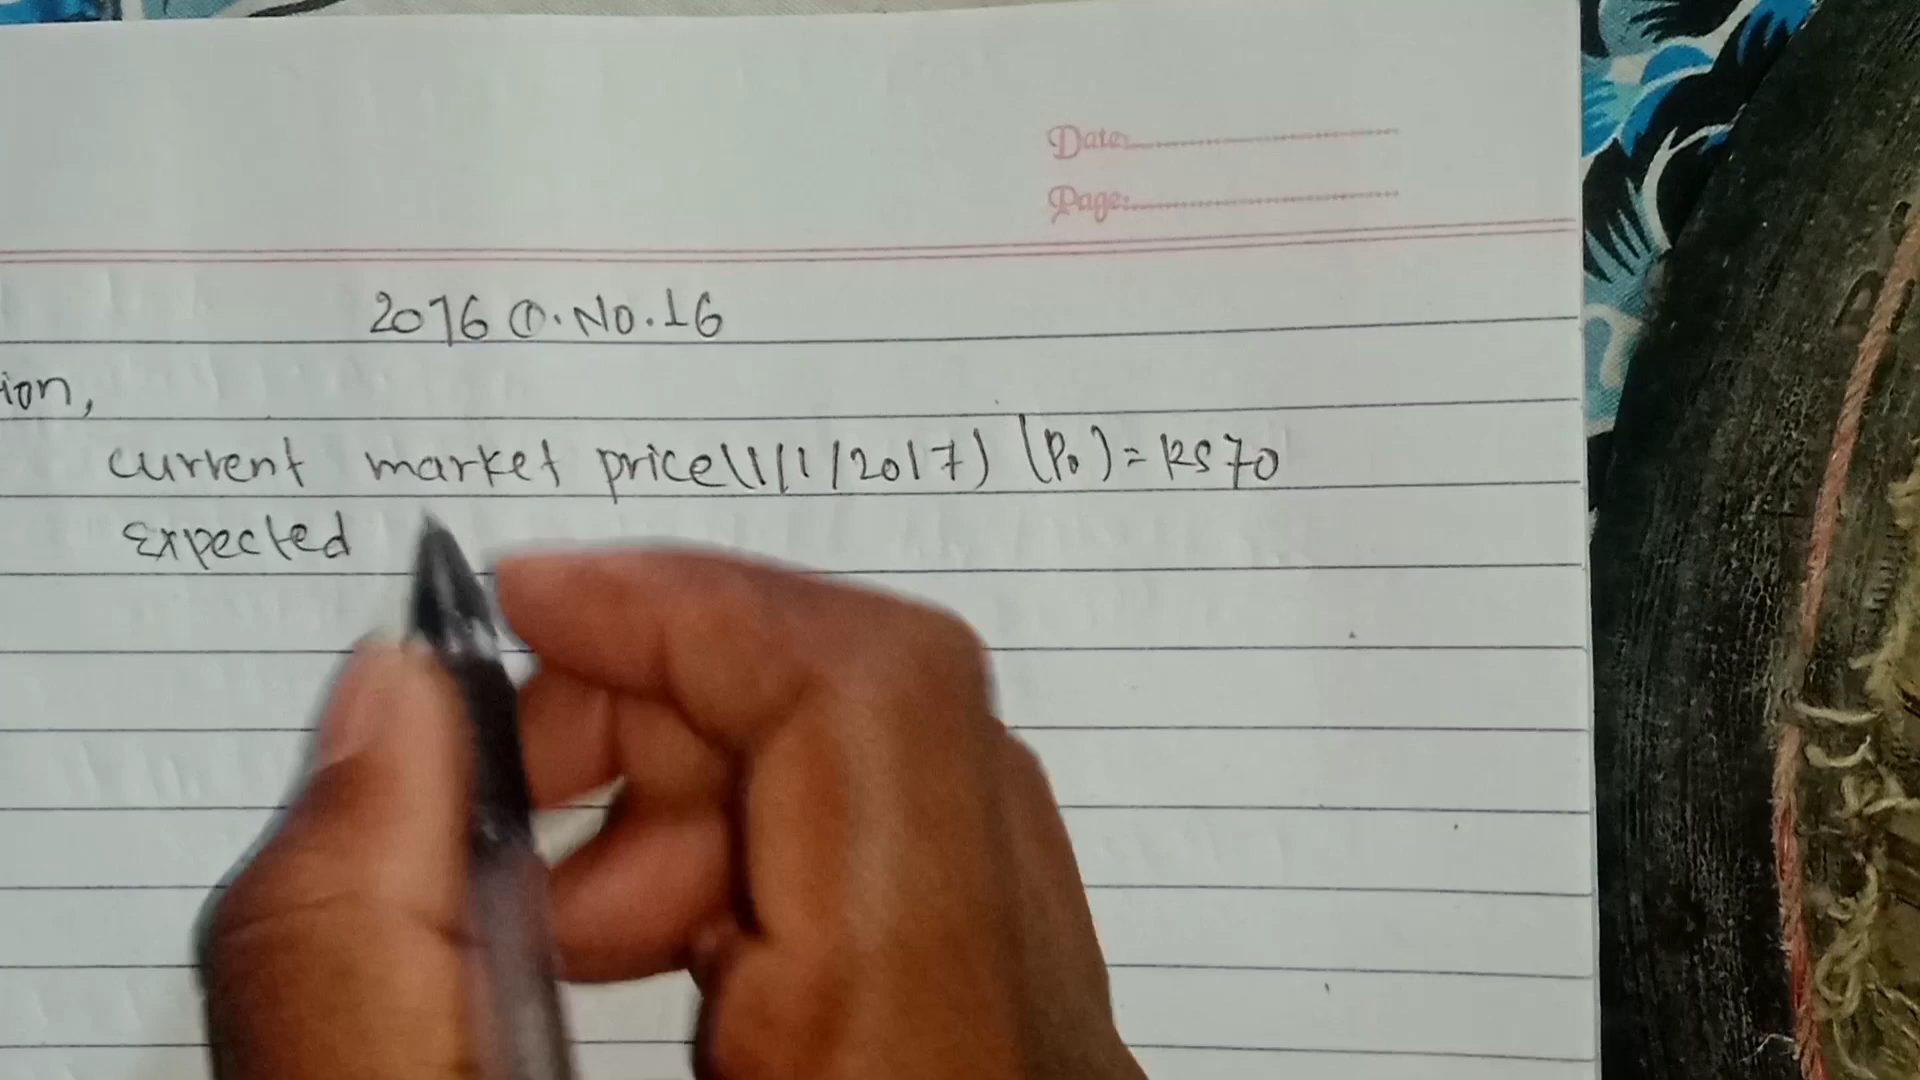 Date:
Page:
2076 Q.No.16
ion,
current market price(1/1/2017) (P₀)= RS 70
Expected